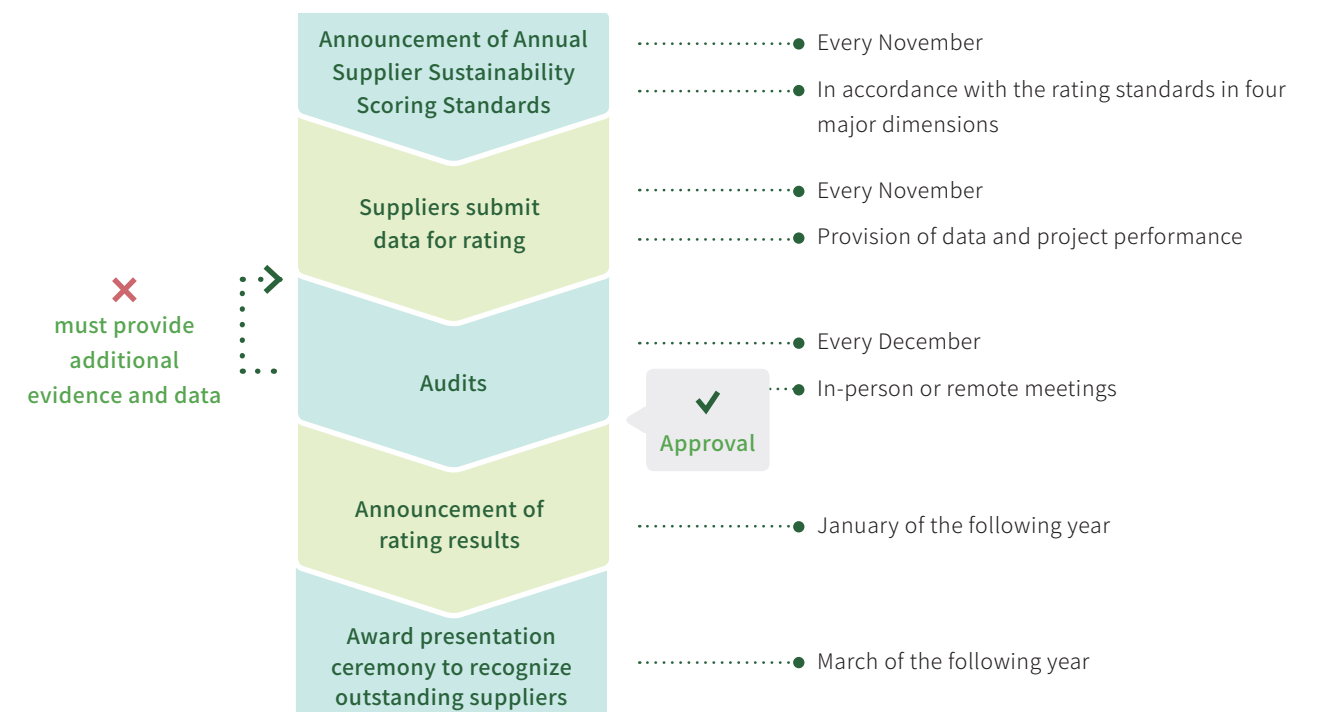 Announcement of Annual
Supplier Sustainability
Scoring Standards
Every November
In accordance with the rating standards in four
major dimensions
Suppliers submit
data for rating
Every November
Provision of data and project performance
must provide
additional
evidence and data
Audits
Every December
In-person or remote meetings
Approval
Announcement of
rating results
January of the following year
Award presentation
ceremony to recognize
outstanding suppliers
March of the following year